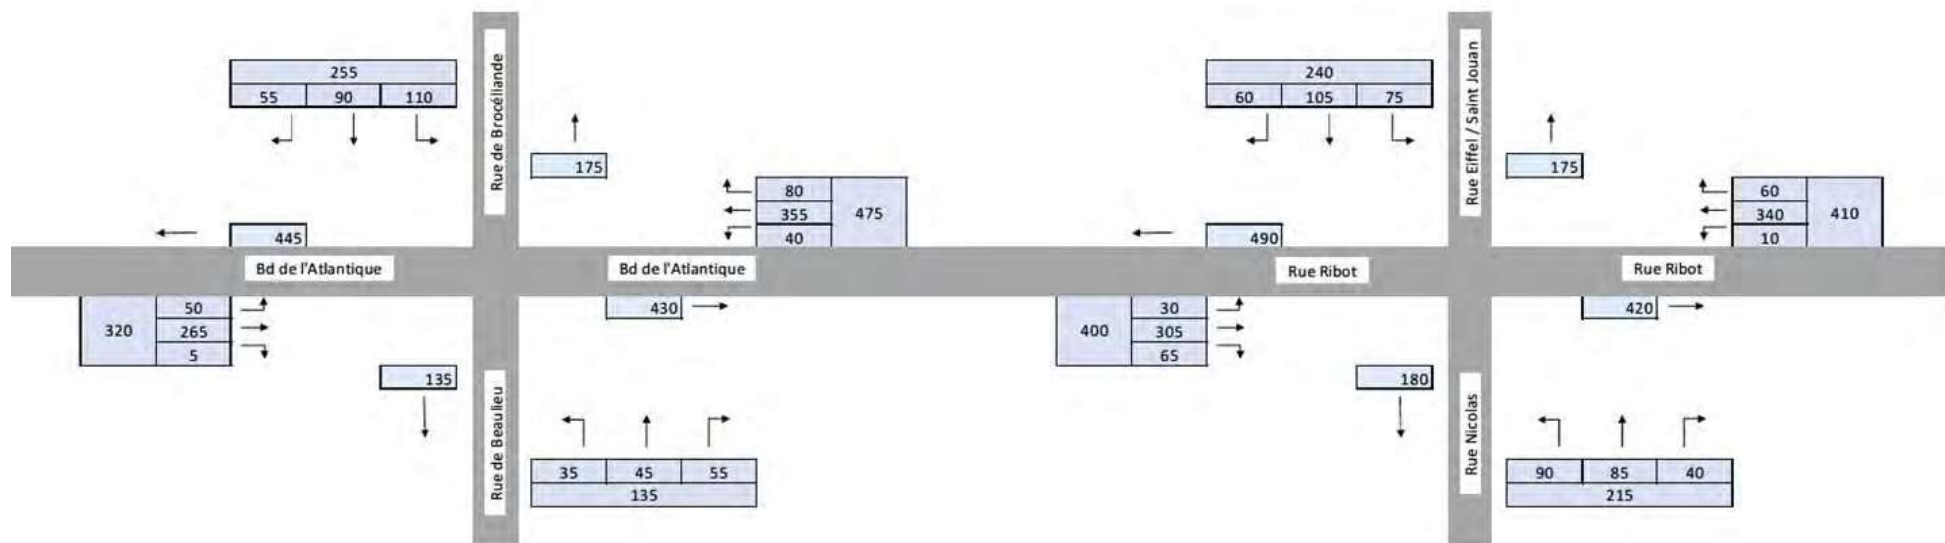 255
55 90 110
Rue de Brocéliande
175
80
355
40
475
445
Bd de l'Atlantique
Bd de l'Atlantique
320
50
265
5
430
135
Rue de Beaulieu
35 45 55
135
240
60 105 75
Rue Eiffel / Saint Jouan
175
60
340
10
410
490
Rue Ribot
Rue Ribot
400
30
305
65
420
180
Rue Nicolas
90 85 40
215